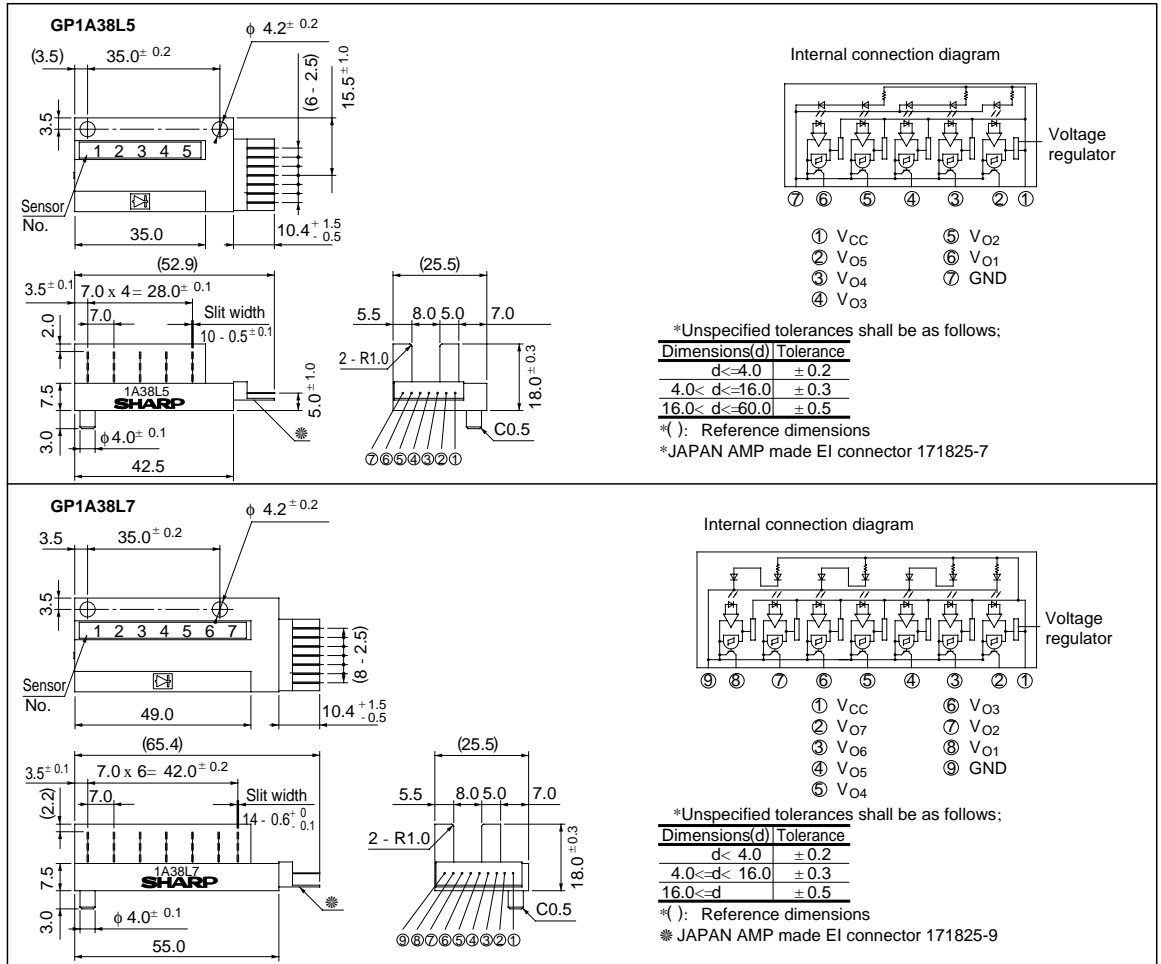 GP1A38L5
(3.5)
35.0± 0.2
ϕ 4.2± 0.2
(6 - 2.5)
15.5 ± 1.0
3.5
1 2 3 4 5
Sensor
No.
35.0
10.4 + 1.5
- 0.5
Internal connection diagram
Voltage
regulator
⑦ ⑥ ⑤ ④ ③ ② ①
① VCC
② VO5
③ VO4
④ VO3
⑤ VO2
⑥ VO1
⑦ GND
(52.9)
3.5± 0.1
7.0 x 4 = 28.0± 0.1
7.0
Slit width
10 - 0.5± 0.1
2.0
7.5
3.0
1A38L5
SHARP
5.0 ± 1.0
ϕ 4.0± 0.1
42.5
(25.5)
5.5 8.0 5.0 7.0
2 - R1.0
18.0 ± 0.3
C0.5
⑦⑥⑤④③②①
*Unspecified tolerances shall be as follows;
Dimensions(d) Tolerance
d<=4.0 ± 0.2
4.0< d<=16.0 ± 0.3
16.0< d<=60.0 ± 0.5
*( ): Reference dimensions
*JAPAN AMP made EI connector 171825-7
GP1A38L7
3.5
35.0± 0.2
ϕ 4.2± 0.2
3.5
1 2 3 4 5 6 7
(8 - 2.5)
Sensor
No.
49.0
10.4 + 1.5
- 0.5
Internal connection diagram
Voltage
regulator
⑨ ⑧ ⑦ ⑥ ⑤ ④ ③ ② ①
① VCC
② VO7
③ VO6
④ VO5
⑤ VO4
⑥ VO3
⑦ VO2
⑧ VO1
⑨ GND
(65.4)
3.5± 0.1
7.0 x 6= 42.0± 0.2
7.0
Slit width
14 - 0.6 + 0
- 0.1
(2.2)
7.5
3.0
1A38L7
SHARP
ϕ 4.0± 0.1
55.0
(25.5)
5.5 8.0 5.0 7.0
2 - R1.0
18.0 ± 0.3
C0.5
⑨⑧⑦⑥⑤④③②①
*Unspecified tolerances shall be as follows;
Dimensions(d) Tolerance
d< 4.0 ± 0.2
4.0<=d< 16.0 ± 0.3
16.0<=d ± 0.5
*( ): Reference dimensions
❋ JAPAN AMP made EI connector 171825-9